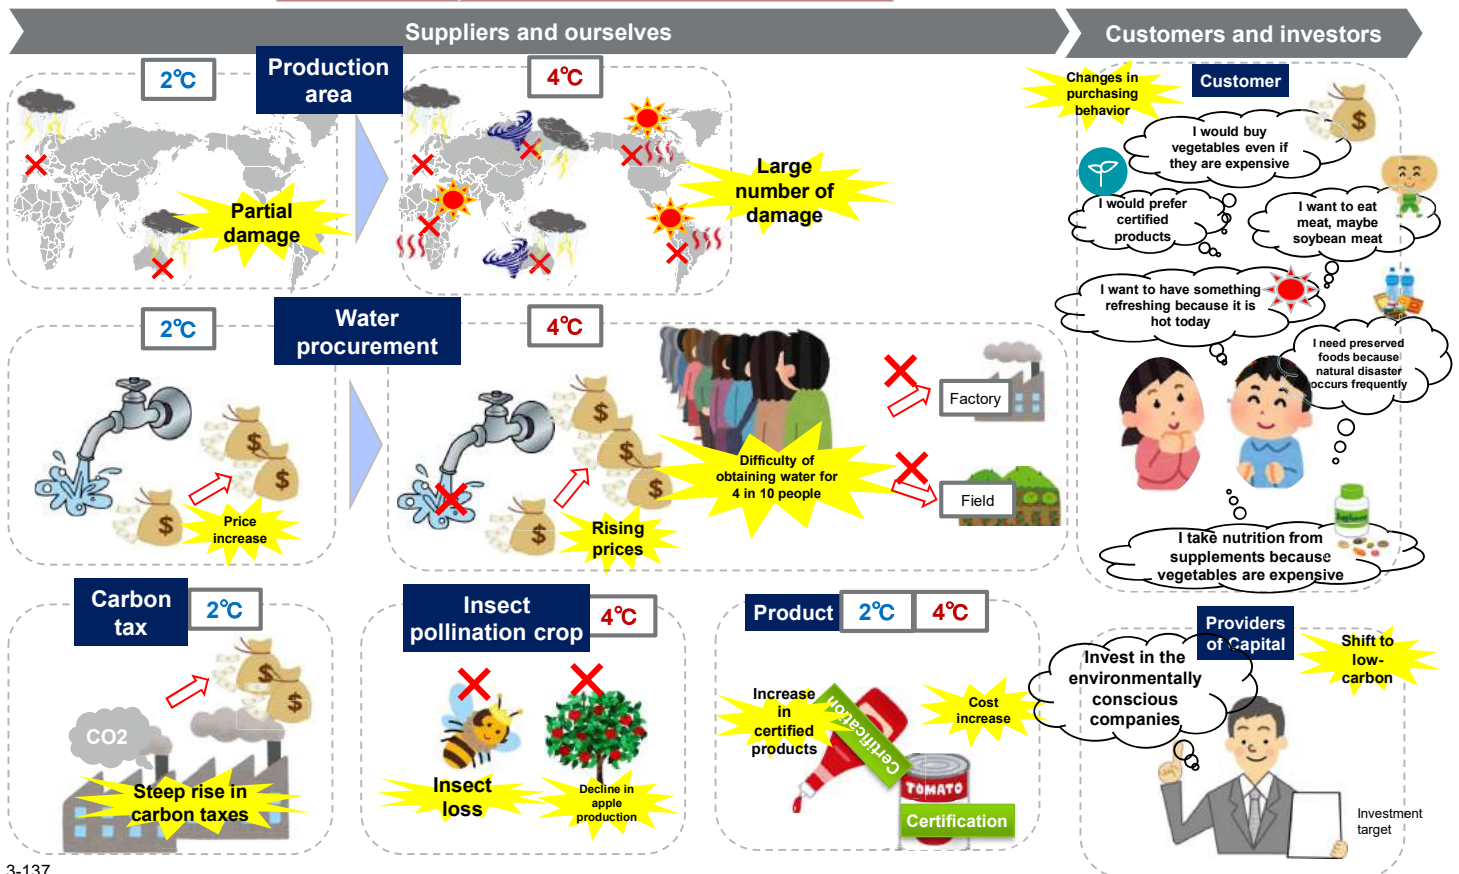 Suppliers and ourselves
Customers and investors
2℃
Production
area
4℃
Partial
damage
Large
number of
damage
2℃
Water
procurement
4℃
Price
increase
Rising
prices
Difficulty of
obtaining water for
4 in 10 people
Factory
Field
Carbon
tax
2℃
CO2
Steep rise in
carbon taxes
Insect
pollination crop
4℃
Insect
loss
Decline in
apple
production
Product
2℃
4℃
Increase
in
certified
products
Certification
Cost
increase
TOMATO
Certification
Changes in
purchasing
behavior
Customer
I would buy
vegetables even if
they are expensive
I would prefer
certified
products
I want to eat
meat, maybe
soybean meat
I want to have something
refreshing because it is
hot today
I need preserved
foods because
natural disaster
occurs frequently
I take nutrition from
supplements because
vegetables are expensive
Providers
of Capital
Shift to
low-
carbon
Invest in the
environmentally
conscious
companies
Investment
target
3-137